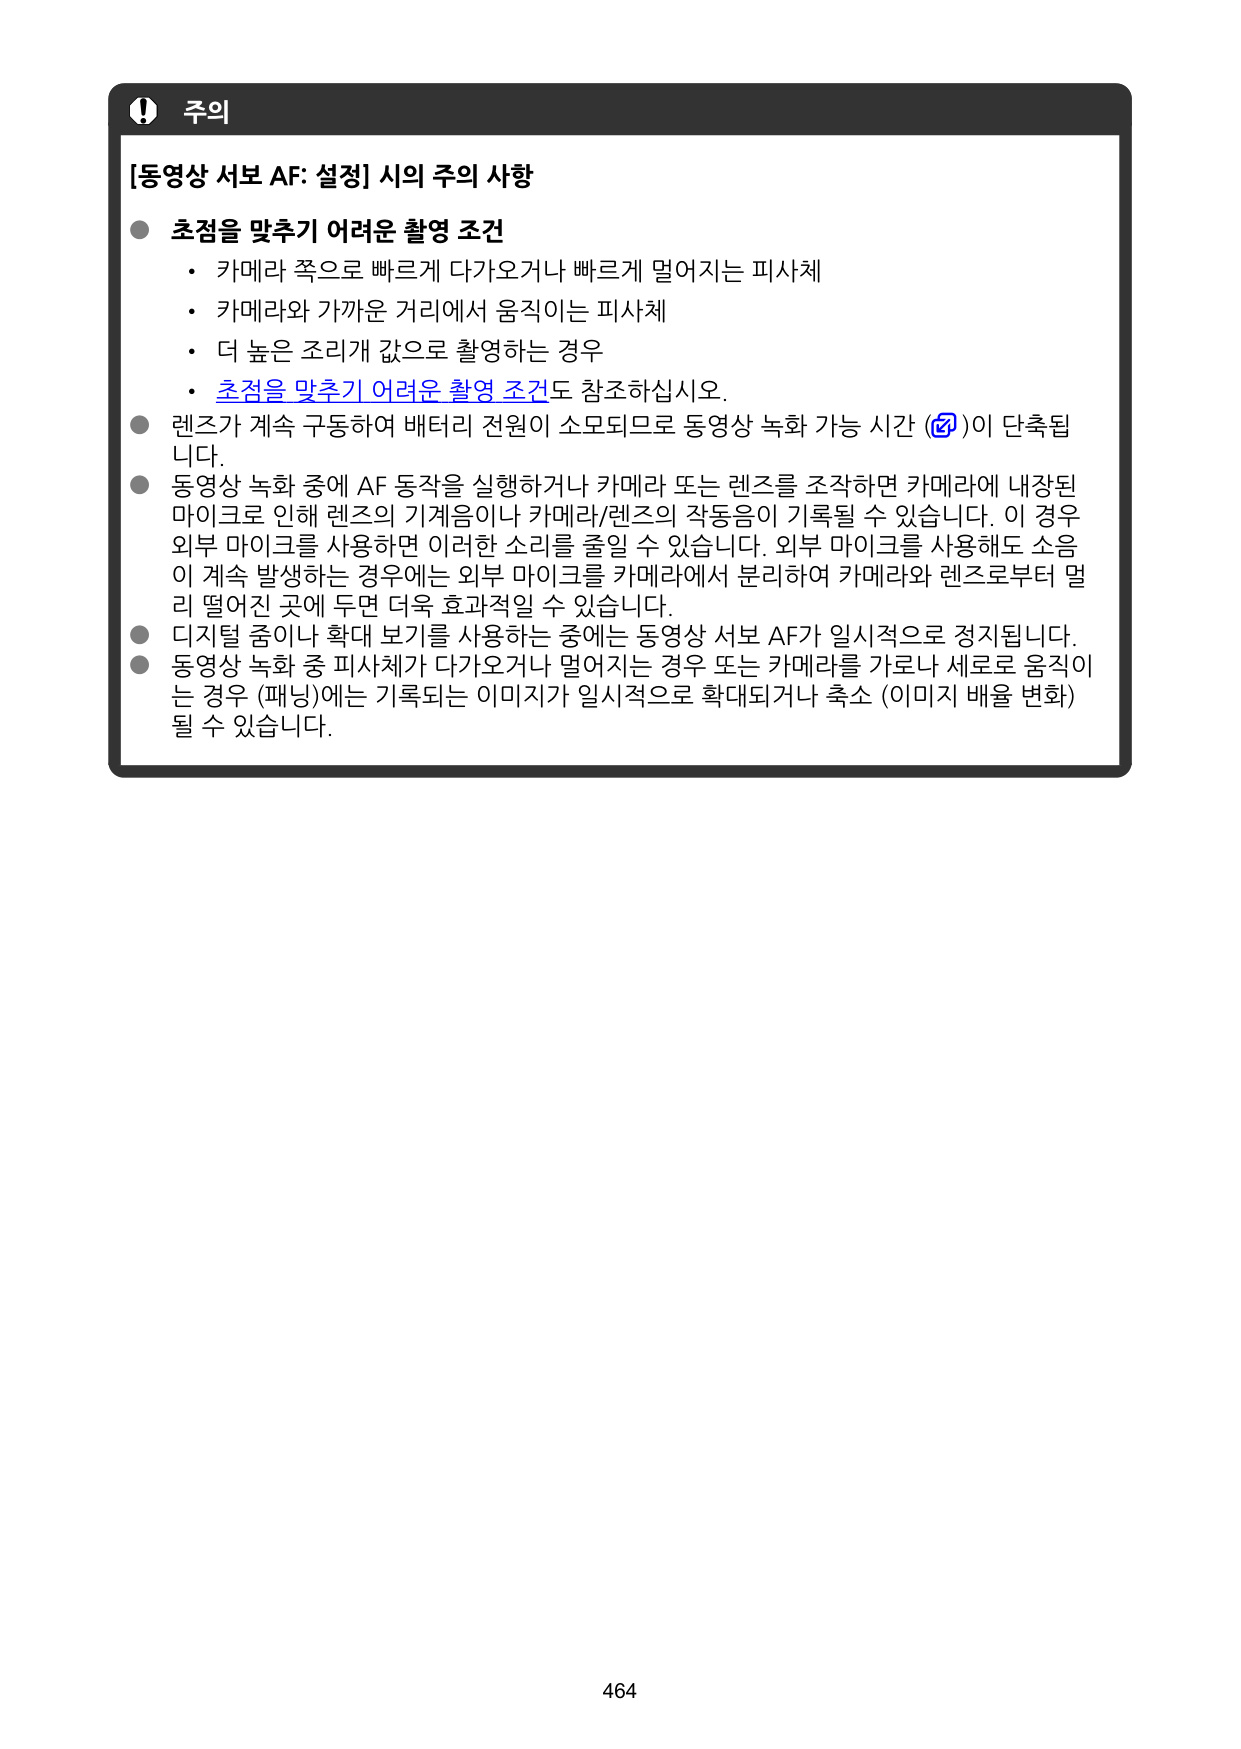 주의
[동영상 서보 AF: 설정] 시의 주의 사항
● 초점을 맞추기 어려운 촬영 조건
• 카메라 쪽으로 빠르게 다가오거나 빠르게 멀어지는 피사체
• 카메라와 가까운 거리에서 움직이는 피사체
• 더 높은 조리개 값으로 촬영하는 경우
• 초점을 맞추기 어려운 촬영 조건도 참조하십시오.
● 렌즈가 계속 구동하여 배터리 전원이 소모되므로 동영상 녹화 가능 시간 ( )이 단축됩
니다.
● 동영상 녹화 중에 AF 동작을 실행하거나 카메라 또는 렌즈를 조작하면 카메라에 내장된
마이크로 인해 렌즈의 기계음이나 카메라/렌즈의 작동음이 기록될 수 있습니다. 이 경우
외부 마이크를 사용하면 이러한 소리를 줄일 수 있습니다. 외부 마이크를 사용해도 소음
이 계속 발생하는 경우에는 외부 마이크를 카메라에서 분리하여 카메라와 렌즈로부터 멀
리 떨어진 곳에 두면 더욱 효과적일 수 있습니다.
● 디지털 줌이나 확대 보기를 사용하는 중에는 동영상 서보 AF가 일시적으로 정지됩니다.
● 동영상 녹화 중 피사체가 다가오거나 멀어지는 경우 또는 카메라를 가로나 세로로 움직이
는 경우 (패닝)에는 기록되는 이미지가 일시적으로 확대되거나 축소 (이미지 배율 변화)
될 수 있습니다.
464